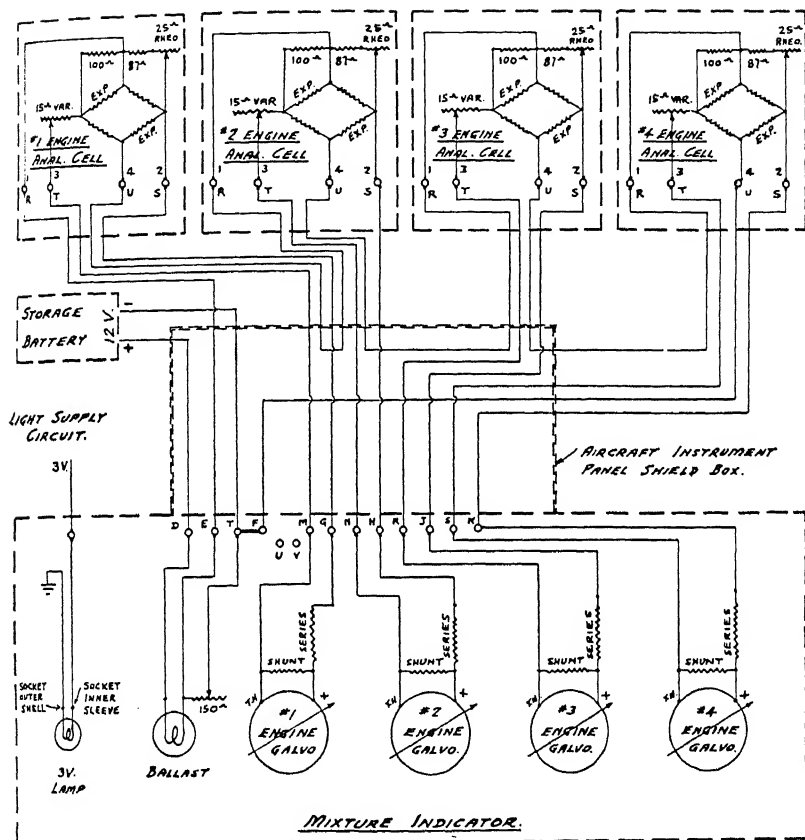 25Ω RHEO
100Ω 87Ω
15Ω VAR.
EXP.
EXP.
#1 ENGINE
ANAL. CELL
1 3 4 2
R T U S
25Ω RHEO
100Ω 87Ω
15Ω VAR
EXP.
EXP.
#2 ENGINE
ANAL. CELL
1 3 4 2
R T U S
25Ω RHEO
100Ω 87Ω
15Ω VAR.
EXP.
EXP.
#3 ENGINE
ANAL. CELL
1 3 4 2
R T U S
25Ω RHEO
100Ω 87Ω
15Ω VAR.
EXP.
EXP.
#4 ENGINE
ANAL. CELL
1 3 4 2
R T U S
STORAGE
BATTERY
12 V.
-
+
LIGHT SUPPLY
CIRCUIT.
3V.
AIRCRAFT INSTRUMENT
PANEL SHIELD BOX.
D E T F M G N H R J S K
U Y
SERIES SERIES SERIES SERIES
SHUNT SHUNT SHUNT SHUNT
SOCKET
OUTER
SHELL
SOCKET
INNER
SLEEVE
3V.
LAMP
BALLAST
150Ω
+
#1
ENGINE
GALVO.
+
#2
ENGINE
GALVO.
+
#3
ENGINE
GALVO.
+
#4
ENGINE
GALVO.
MIXTURE INDICATOR.